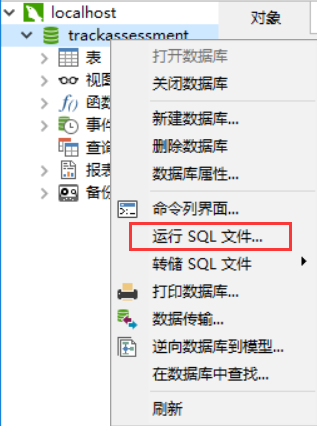 localhost
对象
trackassessment
打开数据库
表
关闭数据库
视图
函
新建数据库...
事件
删除数据库
查询
数据库属性...
报表
备份
命令列界面...
运行 SQL 文件...
转储 SQL 文件
打印数据库...
数据传输...
逆向数据库到模型...
在数据库中查找...
刷新